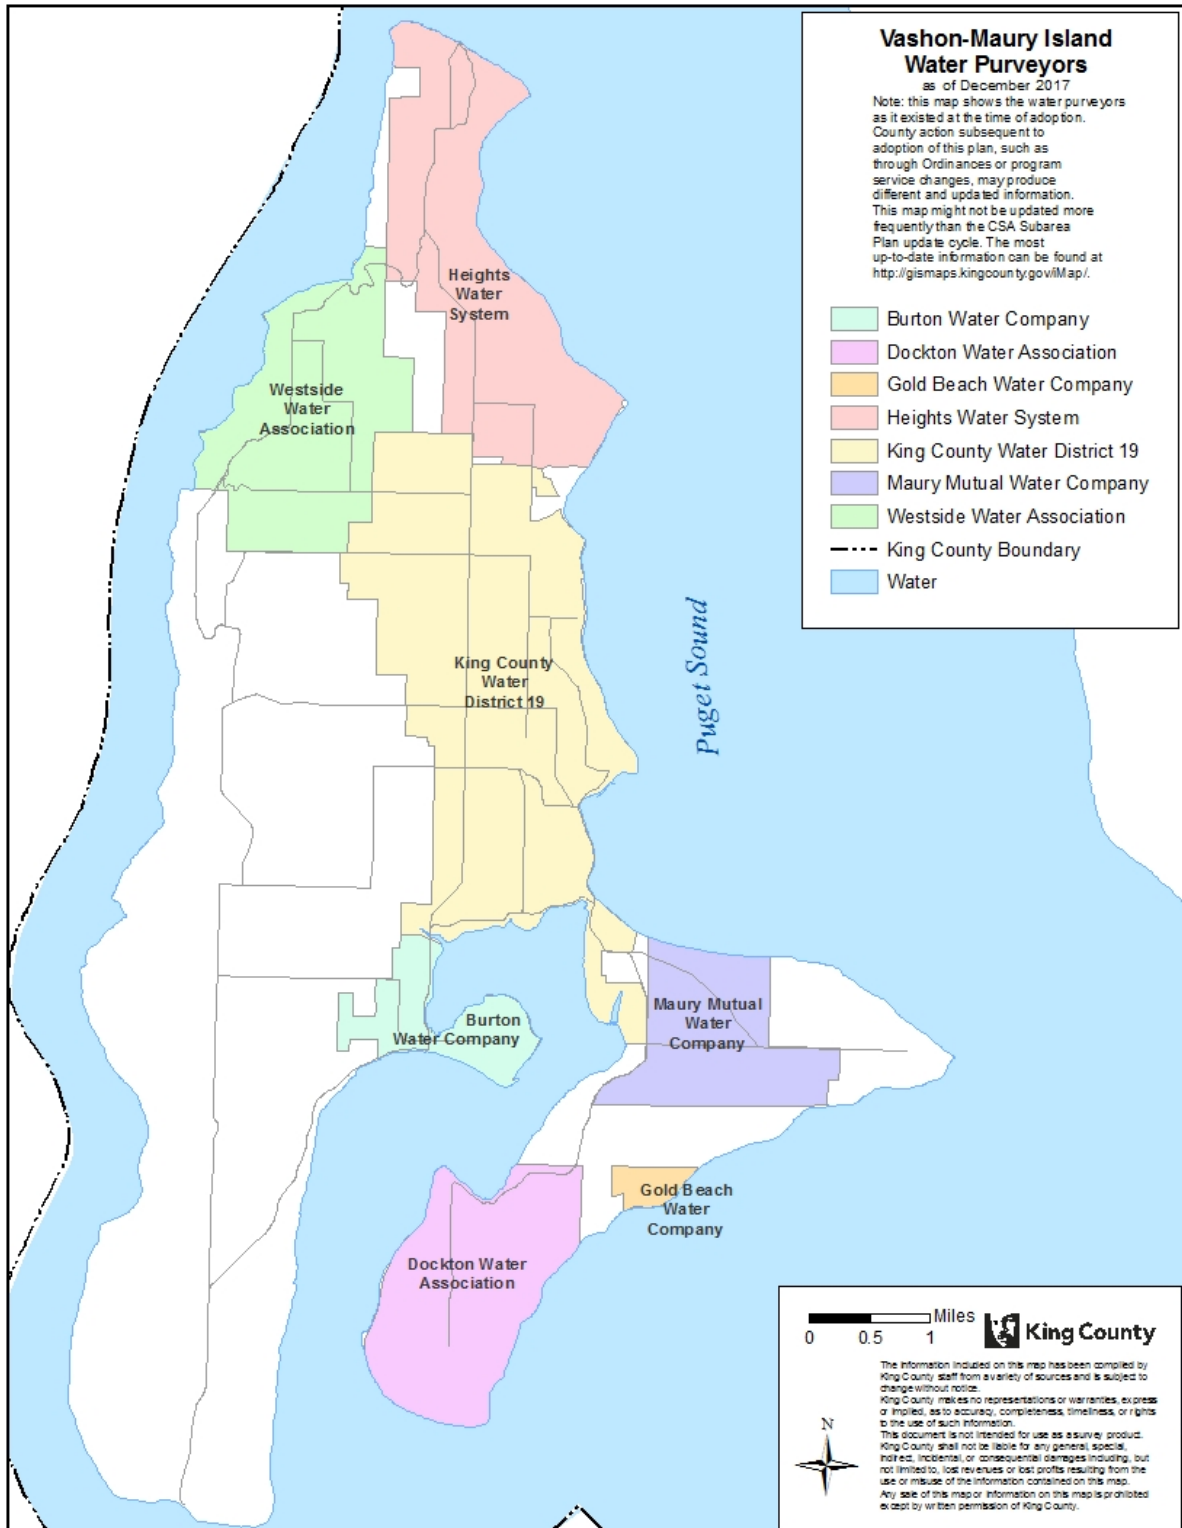 Vashon-Maury Island
Water Purveyors
as of December 2017
Note: this map shows the water purveyors
as it existed at the time of adoption.
County action subsequent to
adoption of this plan, such as
through Ordinances or program
service changes, may produce
different and updated information.
This map might not be updated more
frequently than the CSA Subarea
Plan update cycle. The most
up-to-date information can be found at
http://gismaps.kingcounty.gov/iMap/.
Burton Water Company
Dockton Water Association
Gold Beach Water Company
Heights Water System
King County Water District 19
Maury Mutual Water Company
Westside Water Association
King County Boundary
Water
Heights
Water
System
Westside
Water
Association
King County
Water
District 19
Puget Sound
Maury Mutual
Water
Company
Burton
Water Company
Gold Beach
Water
Company
Dockton Water
Association
Miles
0 0.5 1
King County
N
The information included on this map has been compiled by
King County staff from a variety of sources and is subject to
change without notice.
King County makes no representations or warranties, express
or implied, as to accuracy, completeness, timeliness, or rights
to the use of such information.
This document is not intended for use as a survey product.
King County shall not be liable for any general, special,
indirect, incidental, or consequential damages including, but
not limited to, lost revenues or lost profits resulting from the
use or misuse of the information contained on this map.
Any sale of this map or information on this map is prohibited
except by written permission of King County.